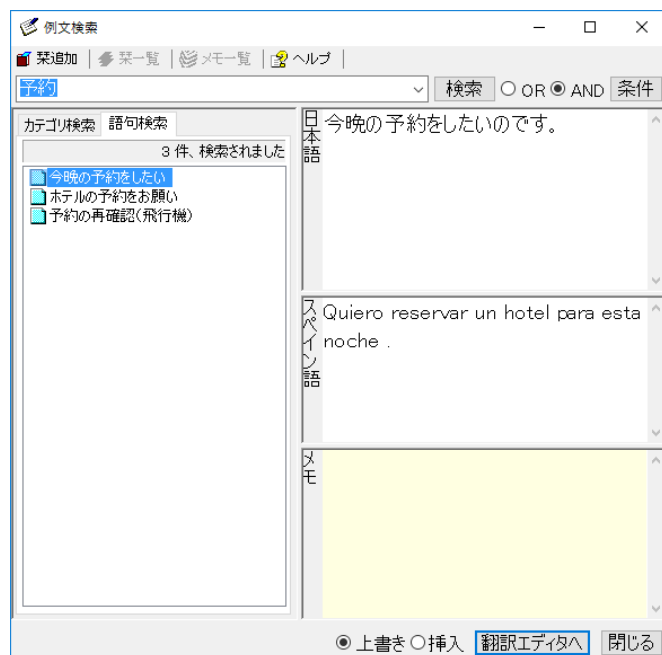 例文検索
栞追加 栞一覧 メモ一覧 ヘルプ
予約 検索 OR AND 条件
カテゴリ検索 語句検索
3 件、検索されました
今晩の予約をしたい
ホテルの予約をお願い
予約の再確認(飛行機)
日本語
今晩の予約をしたいのです。
スペイン語
Quiero reservar un hotel para esta
noche .
メモ
上書き 挿入 翻訳エディタへ 閉じる